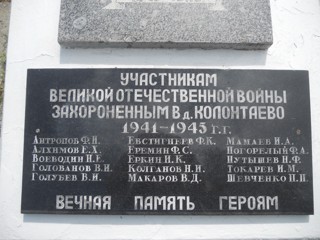 УЧАСТНИКАМ
ВЕЛИКОЙ ОТЕЧЕСТВЕННОЙ ВОЙНЫ
ЗАХОРОНЕННЫМ В д. КОЛОНТАЕВО
1941-1945 г.г.
АНТРОПОВ Ф.Н. ЕВСТИГНЕЕВ Ф.К. МАМАЕВ Н.А.
АЛХИМОВ Е.Х. ЕРЕМИН Ф.С. ПОГОРЕЛЫЙ Ф.А.
ВОЕВОДИН И.Е. ЕРКИН И.К. ПУТЫШЕВ И.Ф.
ГОЛОВАНОВ В.И. КОЛГАНОВ Н.И. ТОКАРЕВ Н.М.
ГОЛУБЕВ В.И. МАКАРОВ В.Д. ШЕВЧЕНКО П.П.
ВЕЧНАЯ ПАМЯТЬ ГЕРОЯМ